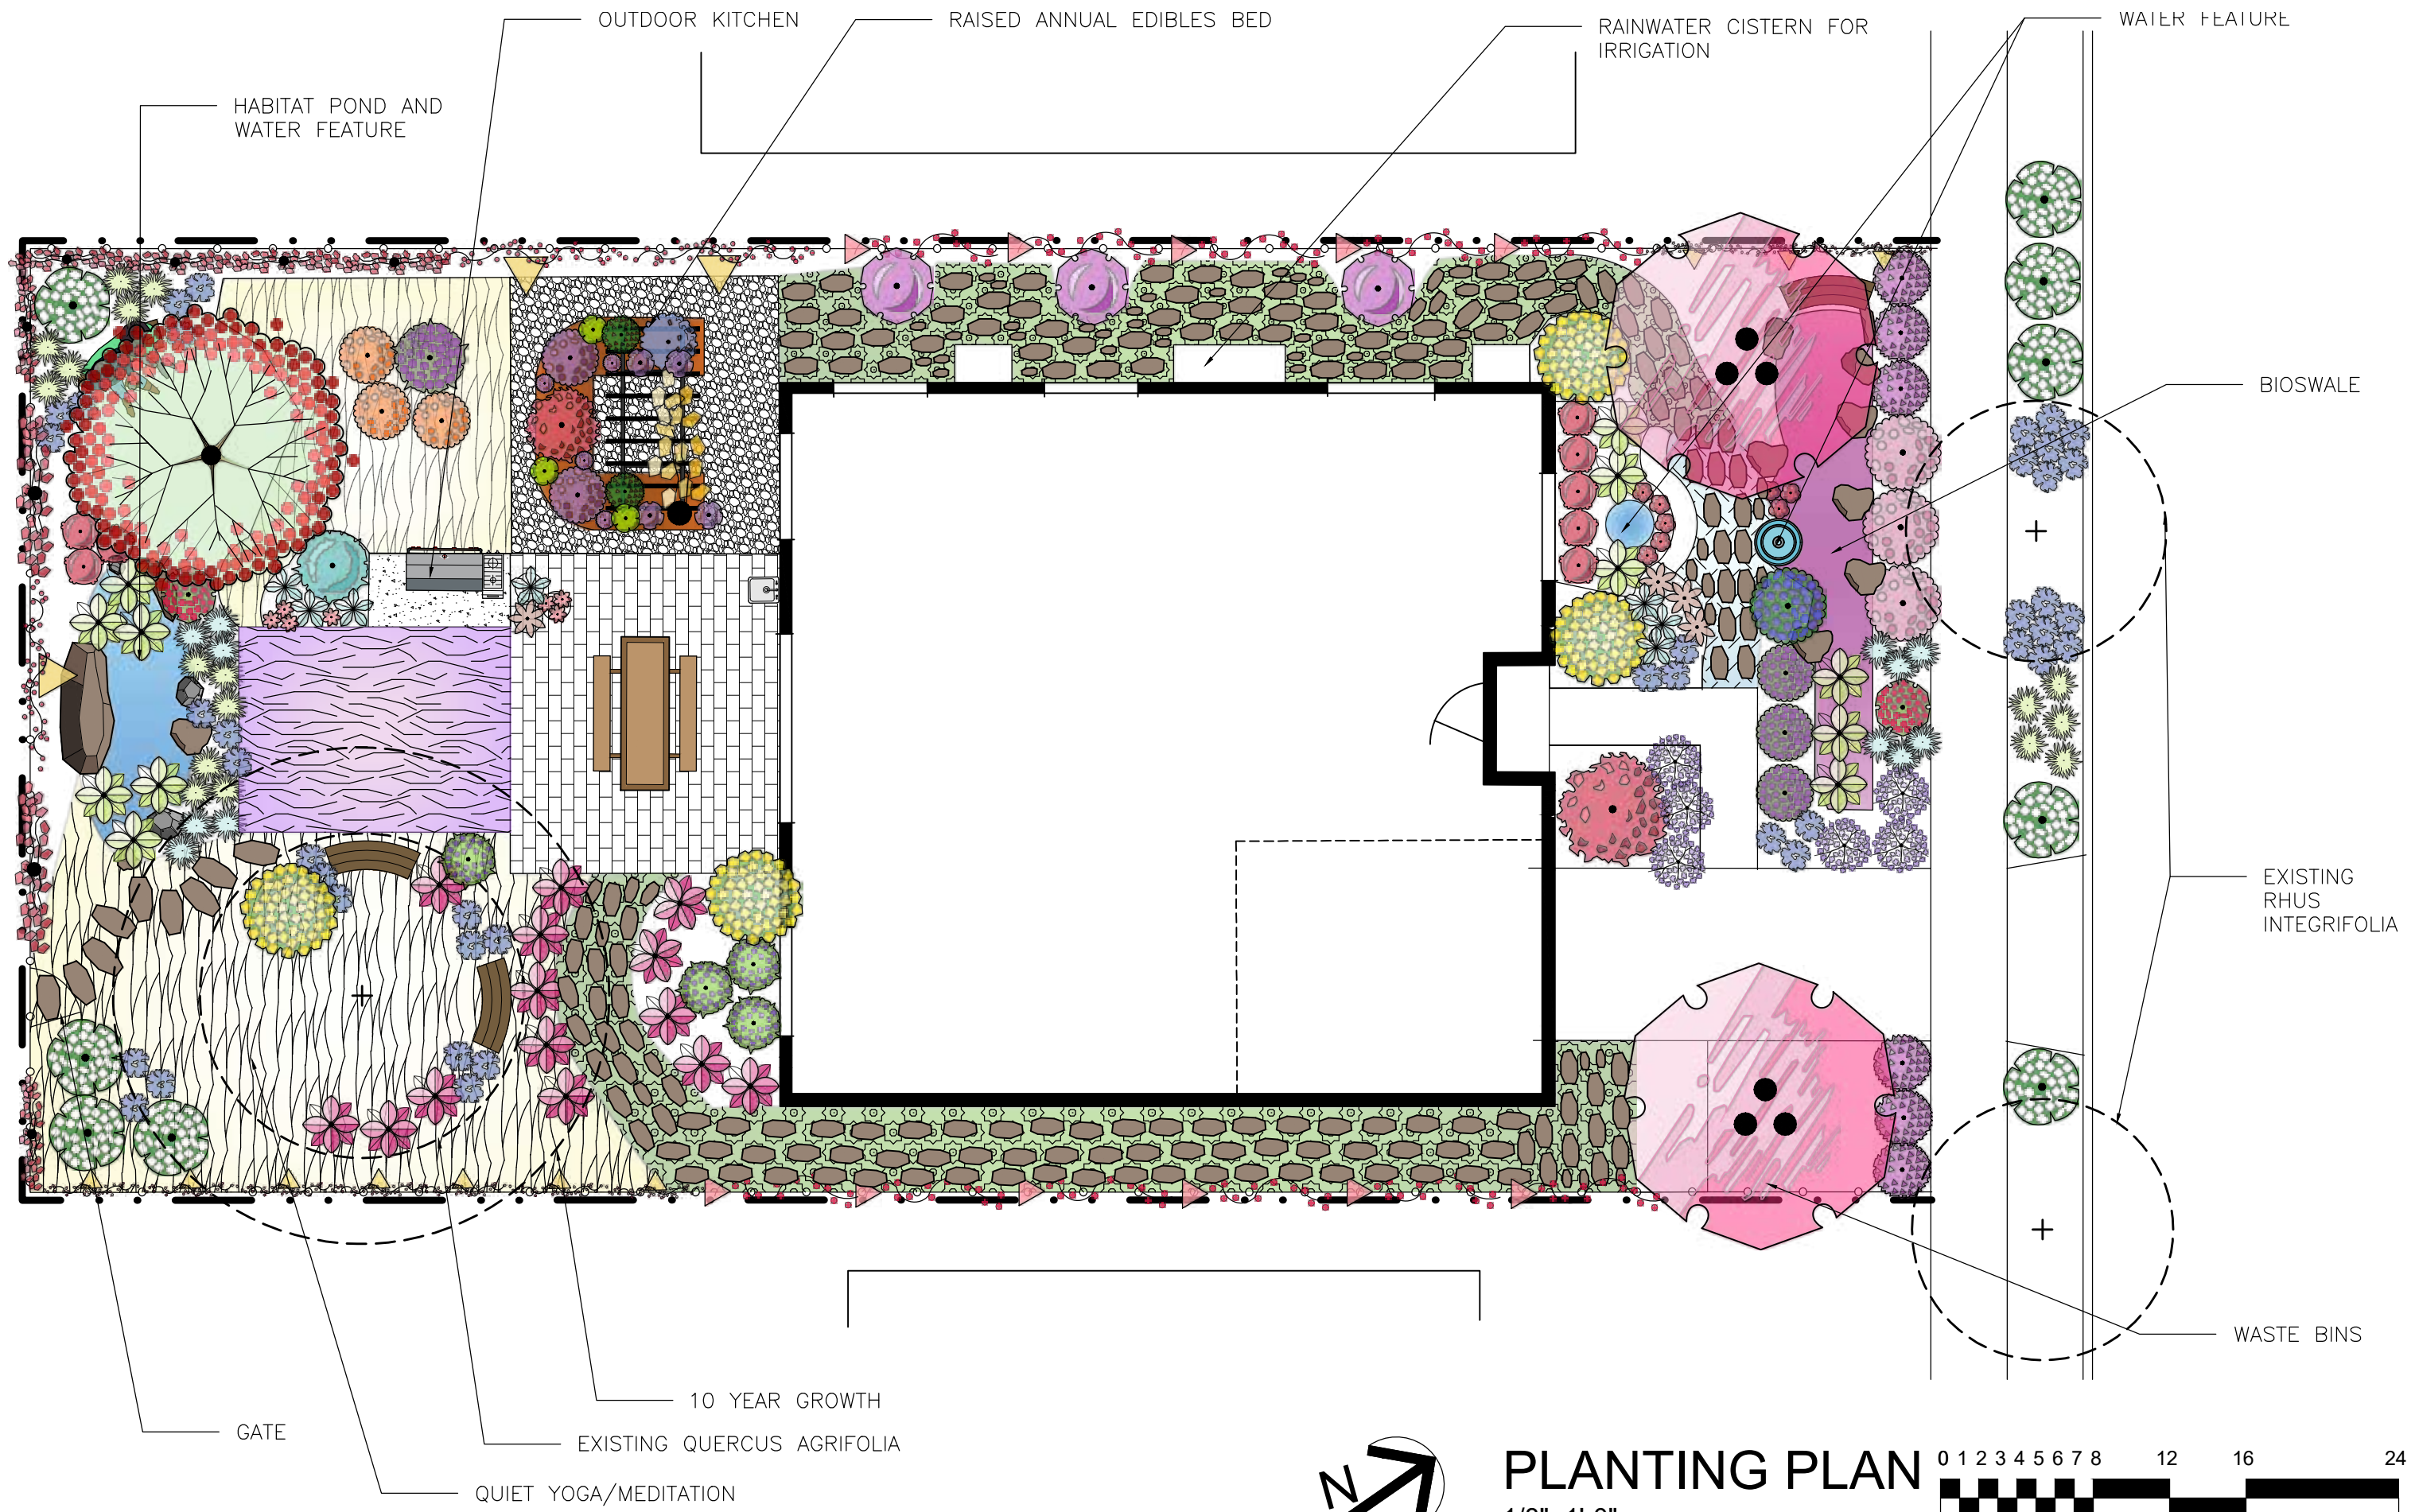 OUTDOOR KITCHEN
RAISED ANNUAL EDIBLES BED
RAINWATER CISTERN FOR
IRRIGATION
WATER FEATURE
HABITAT POND AND
WATER FEATURE
BIOSWALE
EXISTING
RHUS
INTEGRIFOLIA
WASTE BINS
10 YEAR GROWTH
GATE
EXISTING QUERCUS AGRIFOLIA
QUIET YOGA/MEDITATION
N
PLANTING PLAN
0 1 2 3 4 5 6 7 8 12 16 24